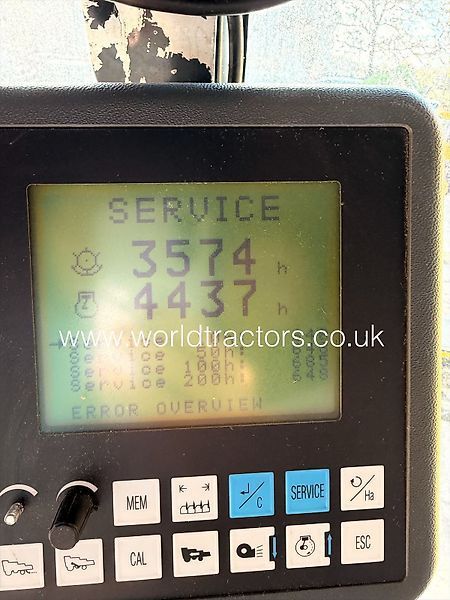 SERVICE
3574 h
4437 h
www.worldtractors.co.uk
Service 50h:
Service 100h:
Service 200h:
ERROR OVERVIEW
MEM
/C
SERVICE
/Ha
CAL
ESC